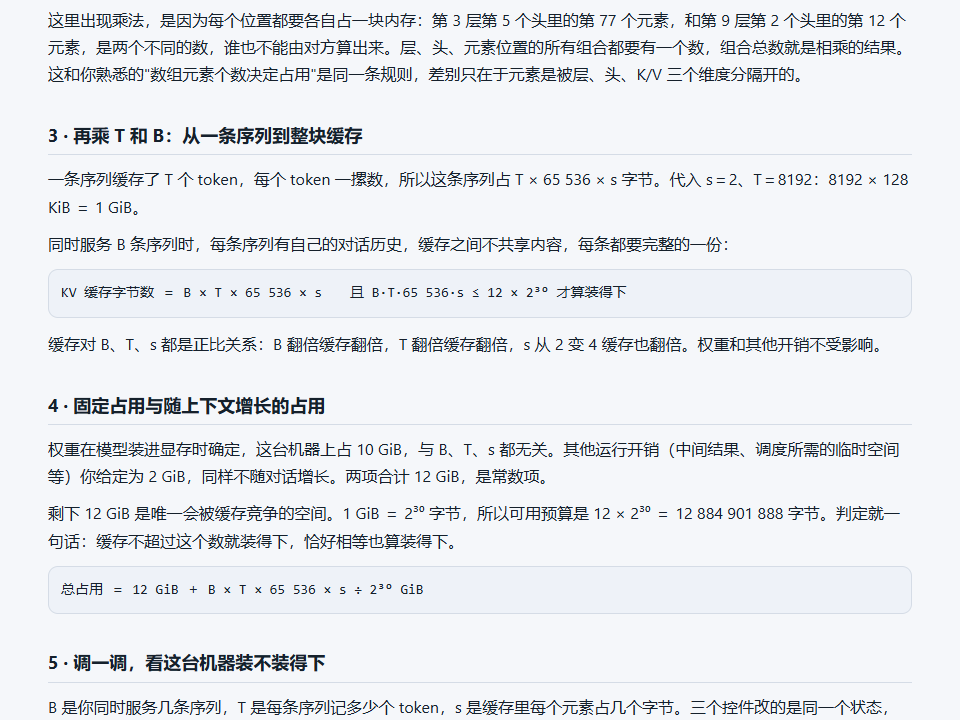 这里出现乘法，是因为每个位置都要各自占一块内存：第 3 层第 5 个头里的第 77 个元素，和第 9 层第 2 个头里的第 12 个
元素，是两个不同的数，谁也不能由对方算出来。层、头、元素位置的所有组合都要有一个数，组合总数就是相乘的结果。
这和你熟悉的"数组元素个数决定占用"是同一条规则，差别只在于元素是被层、头、K/V 三个维度分隔开的。
3 · 再乘 T 和 B：从一条序列到整块缓存
一条序列缓存了 T 个 token，每个 token 一摞数，所以这条序列占 T × 65 536 × s 字节。代入 s = 2、T = 8192：8192 × 128
KiB = 1 GiB。
同时服务 B 条序列时，每条序列有自己的对话历史，缓存之间不共享内容，每条都要完整的一份：
KV 缓存字节数 = B × T × 65 536 × s 且 B·T·65 536·s ≤ 12 × 2³⁰ 才算装得下
缓存对 B、T、s 都是正比关系：B 翻倍缓存翻倍，T 翻倍缓存翻倍，s 从 2 变 4 缓存也翻倍。权重和其他开销不受影响。
4 · 固定占用与随上下文增长的占用
权重在模型装进显存时确定，这台机器上占 10 GiB，与 B、T、s 都无关。其他运行开销（中间结果、调度所需的临时空间
等）你给定为 2 GiB，同样不随对话增长。两项合计 12 GiB，是常数项。
剩下 12 GiB 是唯一会被缓存竞争的空间。1 GiB = 2³⁰ 字节，所以可用预算是 12 × 2³⁰ = 12 884 901 888 字节。判定就一
句话：缓存不超过这个数就装得下，恰好相等也算装得下。
总占用 = 12 GiB + B × T × 65 536 × s ÷ 2³⁰ GiB
5 · 调一调，看这台机器装不装得下
B 是你同时服务几条序列，T 是每条序列记多少个 token，s 是缓存里每个元素占几个字节。三个控件改的是同一个状态，